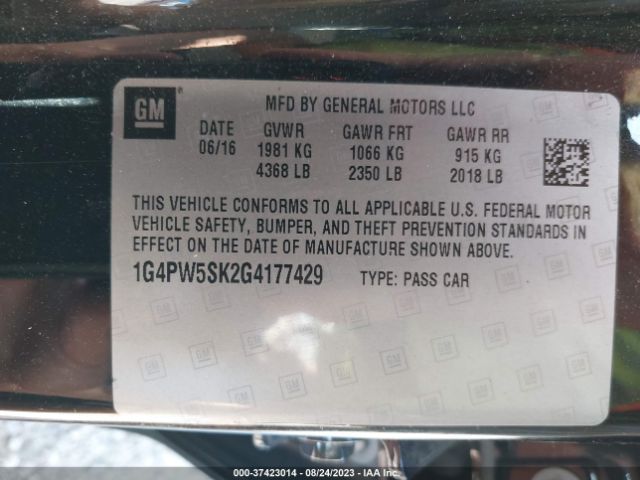 GM
MFD BY GENERAL MOTORS LLC
DATE GVWR GAWR FRT GAWR RR
06/16 1981 KG 1066 KG 915 KG
4368 LB 2350 LB 2018 LB
THIS VEHICLE CONFORMS TO ALL APPLICABLE U.S. FEDERAL MOTOR
VEHICLE SAFETY, BUMPER, AND THEFT PREVENTION STANDARDS IN
EFFECT ON THE DATE OF MANUFACTURE SHOWN ABOVE.
1G4PW5SK2G4177429 TYPE: PASS CAR
000-37423014 - 08/24/2023 - IAAI.COM